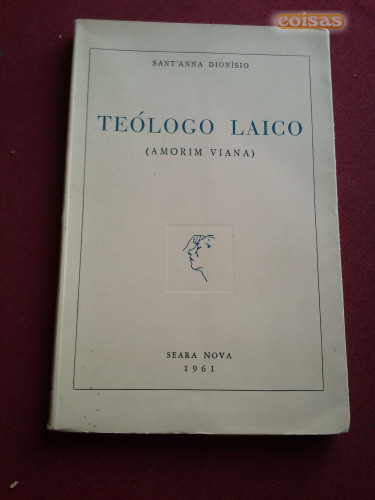 coisas
SANT'ANNA DIONÍSIO
TEÓLOGO LAICO
(AMORIM VIANA)
SEARA NOVA
1961